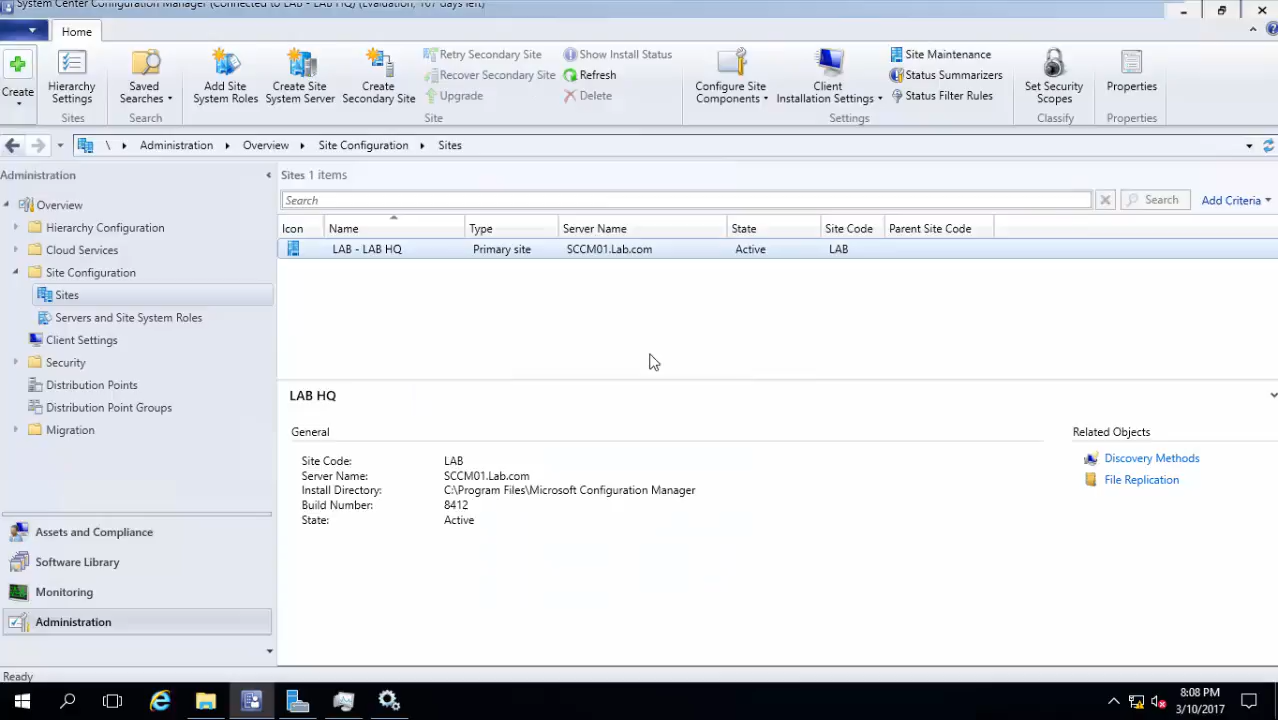 System Center Configuration Manager (Connected to LAB - LAB HQ) (Evaluation, 167 days left)
Home
Create
Hierarchy Settings
Sites
Saved Searches
Search
Add Site System Roles
Create Site System Server
Create Secondary Site
Retry Secondary Site
Recover Secondary Site
Upgrade
Show Install Status
Refresh
Delete
Site
Configure Site Components
Client Installation Settings
Site Maintenance
Status Summarizers
Status Filter Rules
Settings
Set Security Scopes
Classify
Properties
Properties
\ Administration Overview Site Configuration Sites
Administration
Overview
Hierarchy Configuration
Cloud Services
Site Configuration
Sites
Servers and Site System Roles
Client Settings
Security
Distribution Points
Distribution Point Groups
Migration
Assets and Compliance
Software Library
Monitoring
Administration
Sites 1 items
Search Search Add Criteria
Icon Name Type Server Name State Site Code Parent Site Code
LAB - LAB HQ Primary site SCCM01.Lab.com Active LAB
LAB HQ
General
Site Code: LAB
Server Name: SCCM01.Lab.com
Install Directory: C:\Program Files\Microsoft Configuration Manager
Build Number: 8412
State: Active
Related Objects
Discovery Methods
File Replication
Ready
8:08 PM
3/10/2017